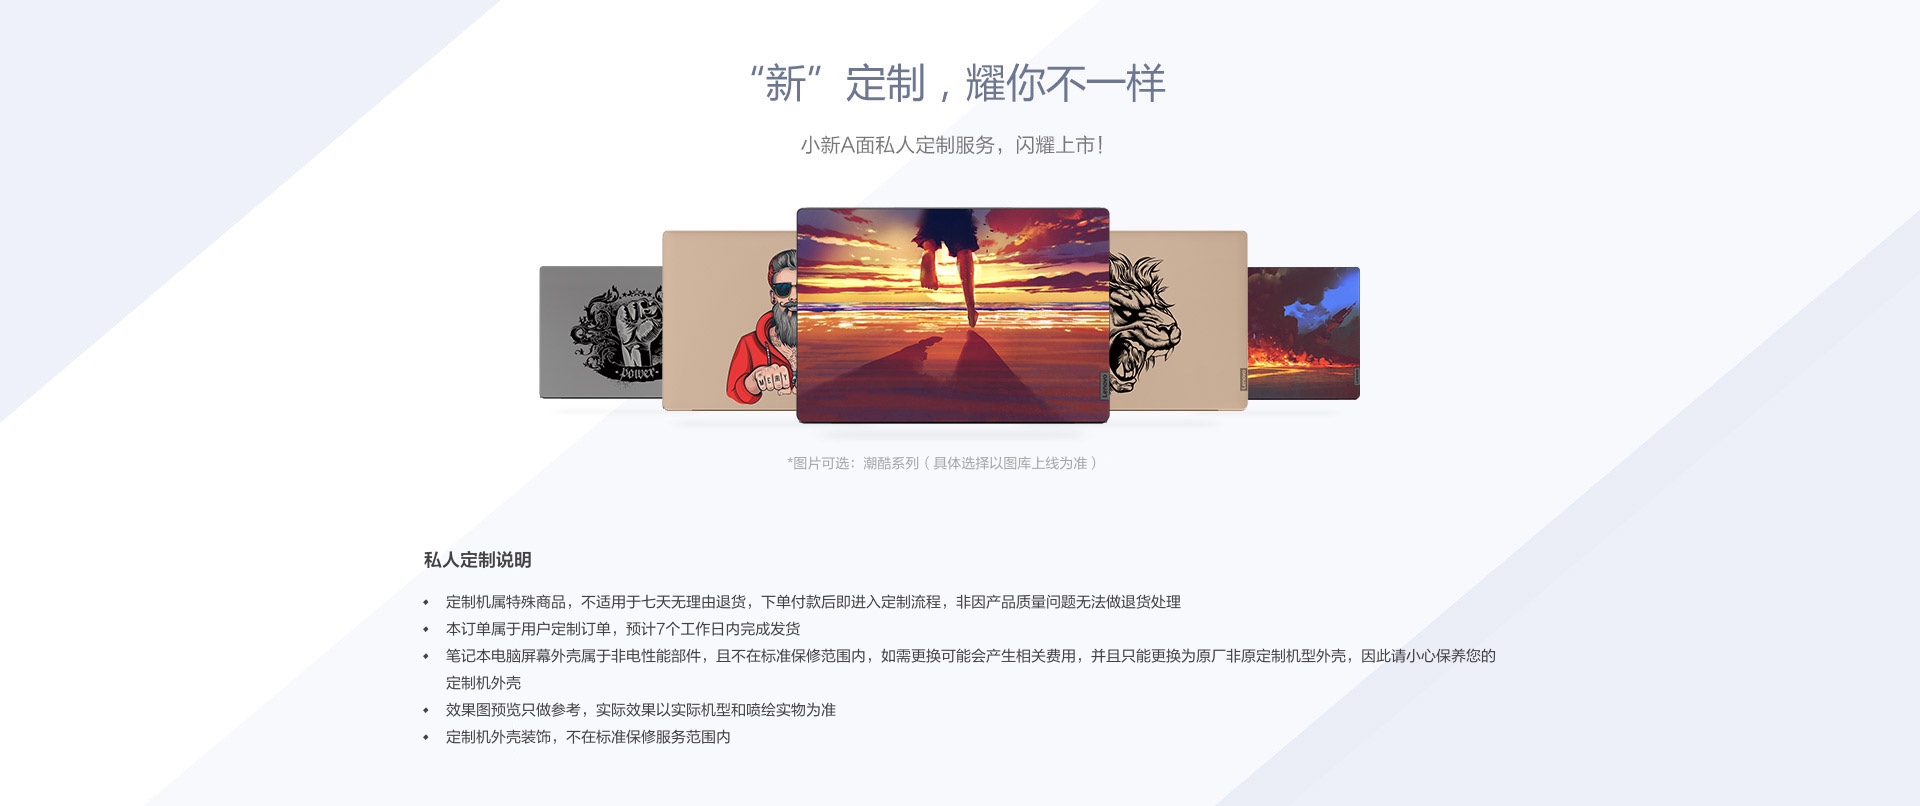 “新”定制，耀你不一样
小新A面私人定制服务，闪耀上市！
power
Lenovo
Lenovo
*图片可选：潮酷系列（具体选择以图库上线为准）
私人定制说明
定制机属特殊商品，不适用于七天无理由退货，下单付款后即进入定制流程，非因产品质量问题无法做退货处理
本订单属于用户定制订单，预计7个工作日内完成发货
笔记本电脑屏幕外壳属于非电性能部件，且不在标准保修范围内，如需更换可能会产生相关费用，并且只能更换为原厂非原定制机型外壳，因此请小心保养您的
定制机外壳
效果图预览只做参考，实际效果以实际机型和喷绘实物为准
定制机外壳装饰，不在标准保修服务范围内